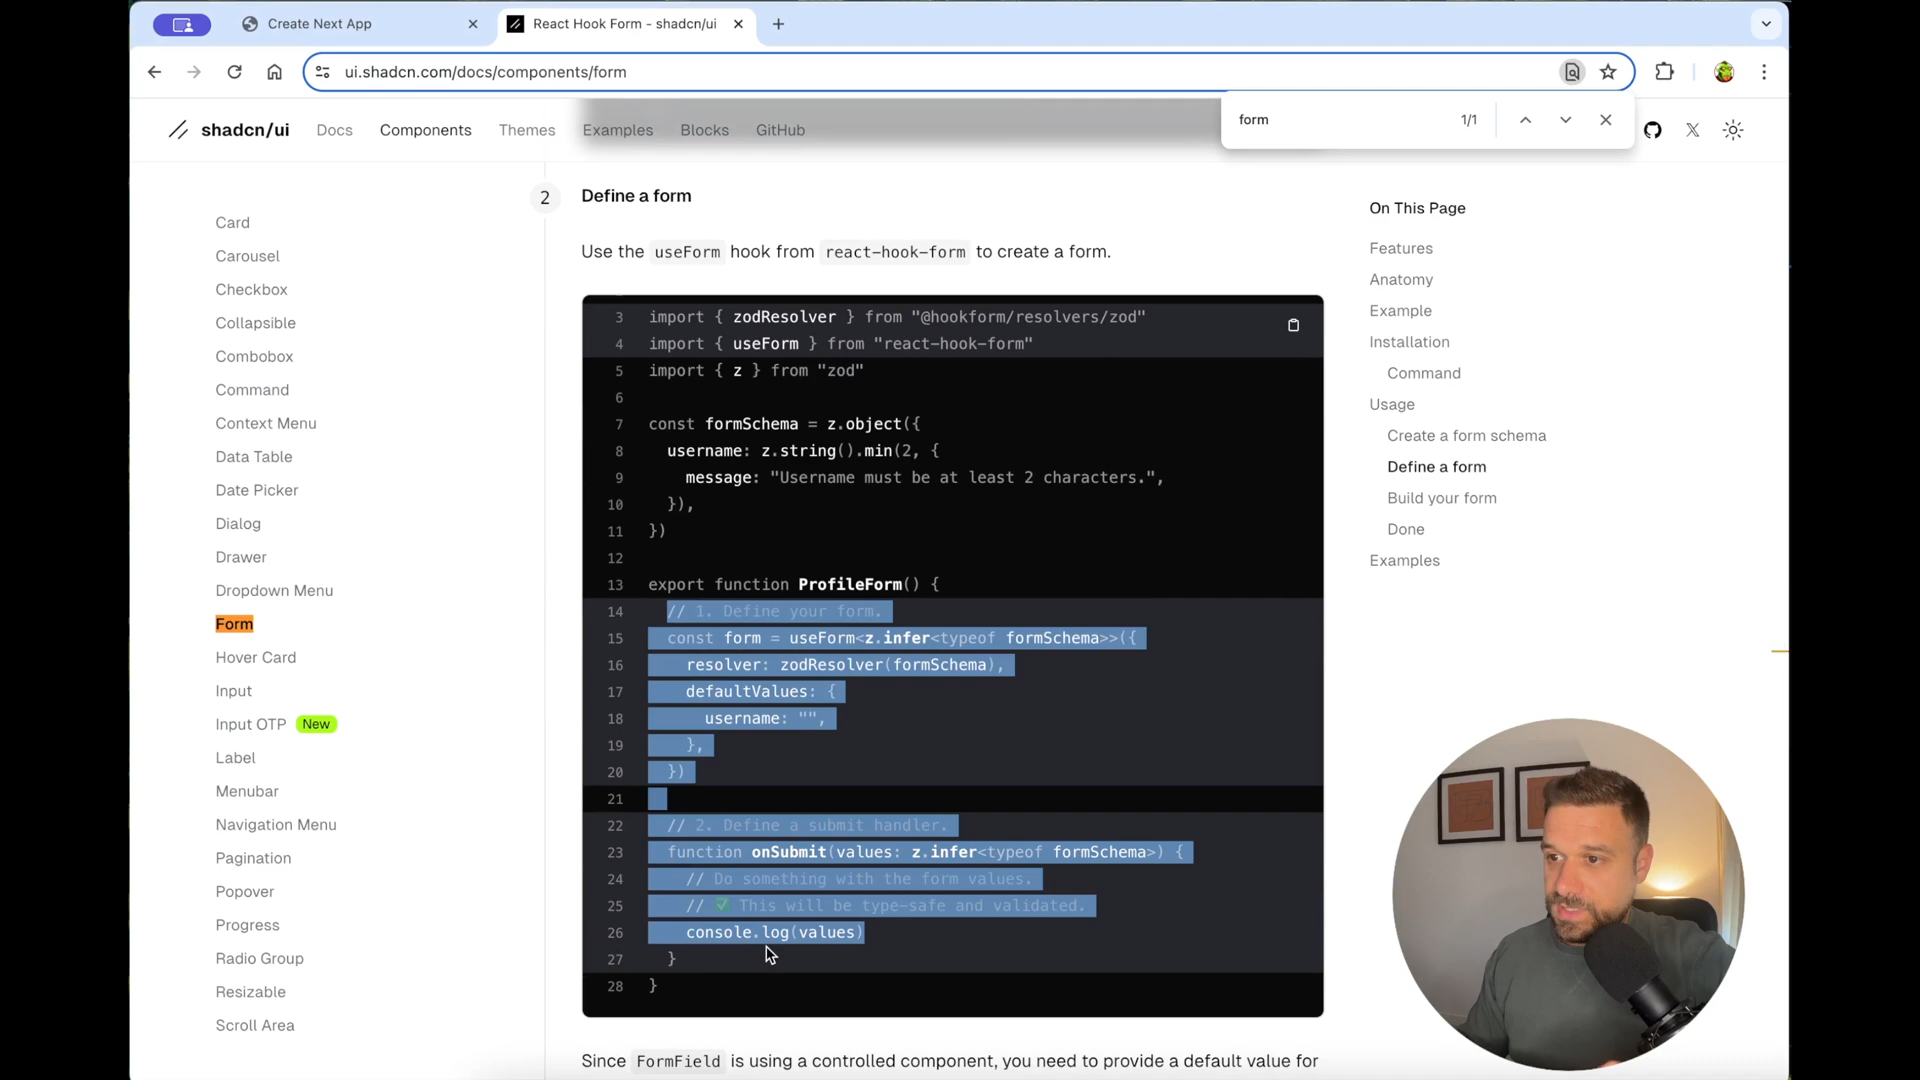 Create Next App
React Hook Form - shadcn/ui
ui.shadcn.com/docs/components/form
form
1/1
shadcn/ui
Docs
Components
Themes
Examples
Blocks
GitHub
Card
Carousel
Checkbox
Collapsible
Combobox
Command
Context Menu
Data Table
Date Picker
Dialog
Drawer
Dropdown Menu
Form
Hover Card
Input
Input OTP New
Label
Menubar
Navigation Menu
Pagination
Popover
Progress
Radio Group
Resizable
Scroll Area
2 Define a form
Use the useForm hook from react-hook-form to create a form.
3 import { zodResolver } from "@hookform/resolvers/zod"
4 import { useForm } from "react-hook-form"
5 import { z } from "zod"
6
7 const formSchema = z.object({
8 username: z.string().min(2, {
9 message: "Username must be at least 2 characters.",
10 }),
11 })
12
13 export function ProfileForm() {
14 // 1. Define your form.
15 const form = useForm<z.infer<typeof formSchema>>({
16 resolver: zodResolver(formSchema),
17 defaultValues: {
18 username: "",
19 },
20 })
21
22 // 2. Define a submit handler.
23 function onSubmit(values: z.infer<typeof formSchema>) {
24 // Do something with the form values.
25 // ✅ This will be type-safe and validated.
26 console.log(values)
27 }
28 }
Since FormField is using a controlled component, you need to provide a default value for
On This Page
Features
Anatomy
Example
Installation
Command
Usage
Create a form schema
Define a form
Build your form
Done
Examples